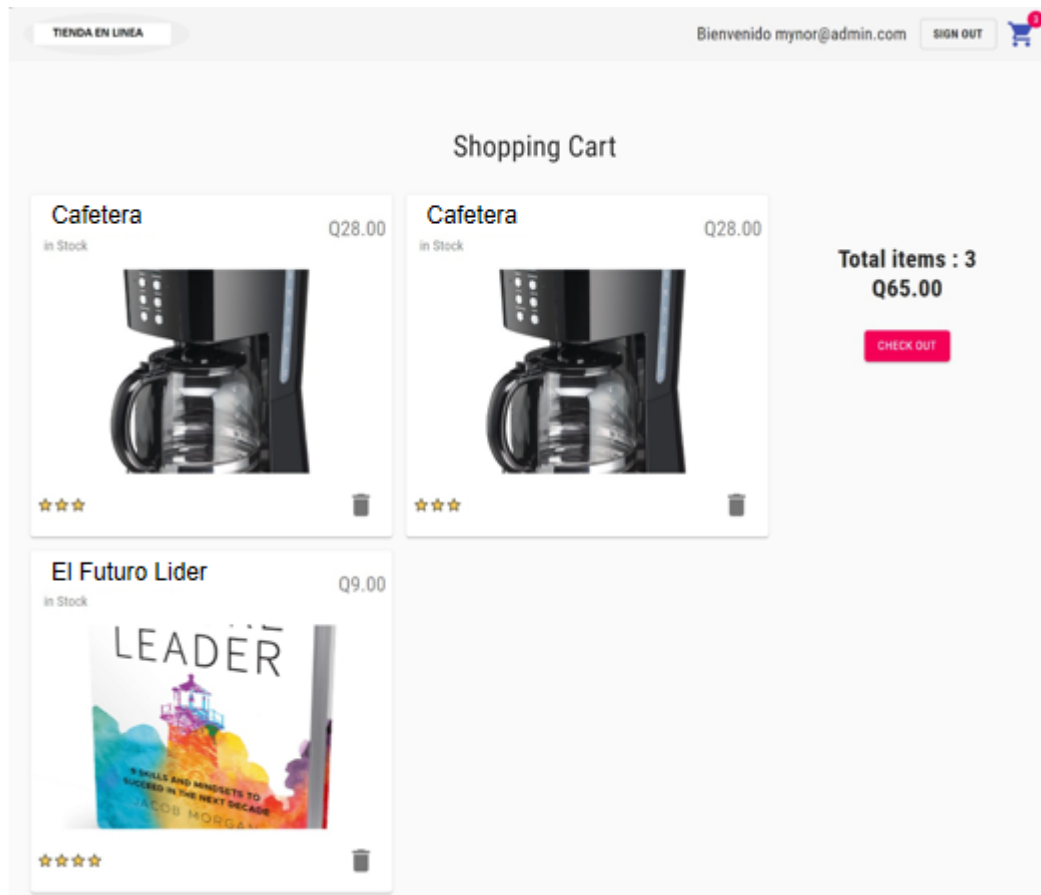 TIENDA EN LINEA
Bienvenido mynor@admin.com
SIGN OUT
3
Shopping Cart
Cafetera
Q28.00
in Stock
Cafetera
Q28.00
in Stock
Total items : 3
Q65.00
CHECK OUT
El Futuro Lider
Q9.00
in Stock
LEADER
9 SKILLS AND MINDSETS TO
SUCCEED IN THE NEXT DECADE
JACOB MORGAN